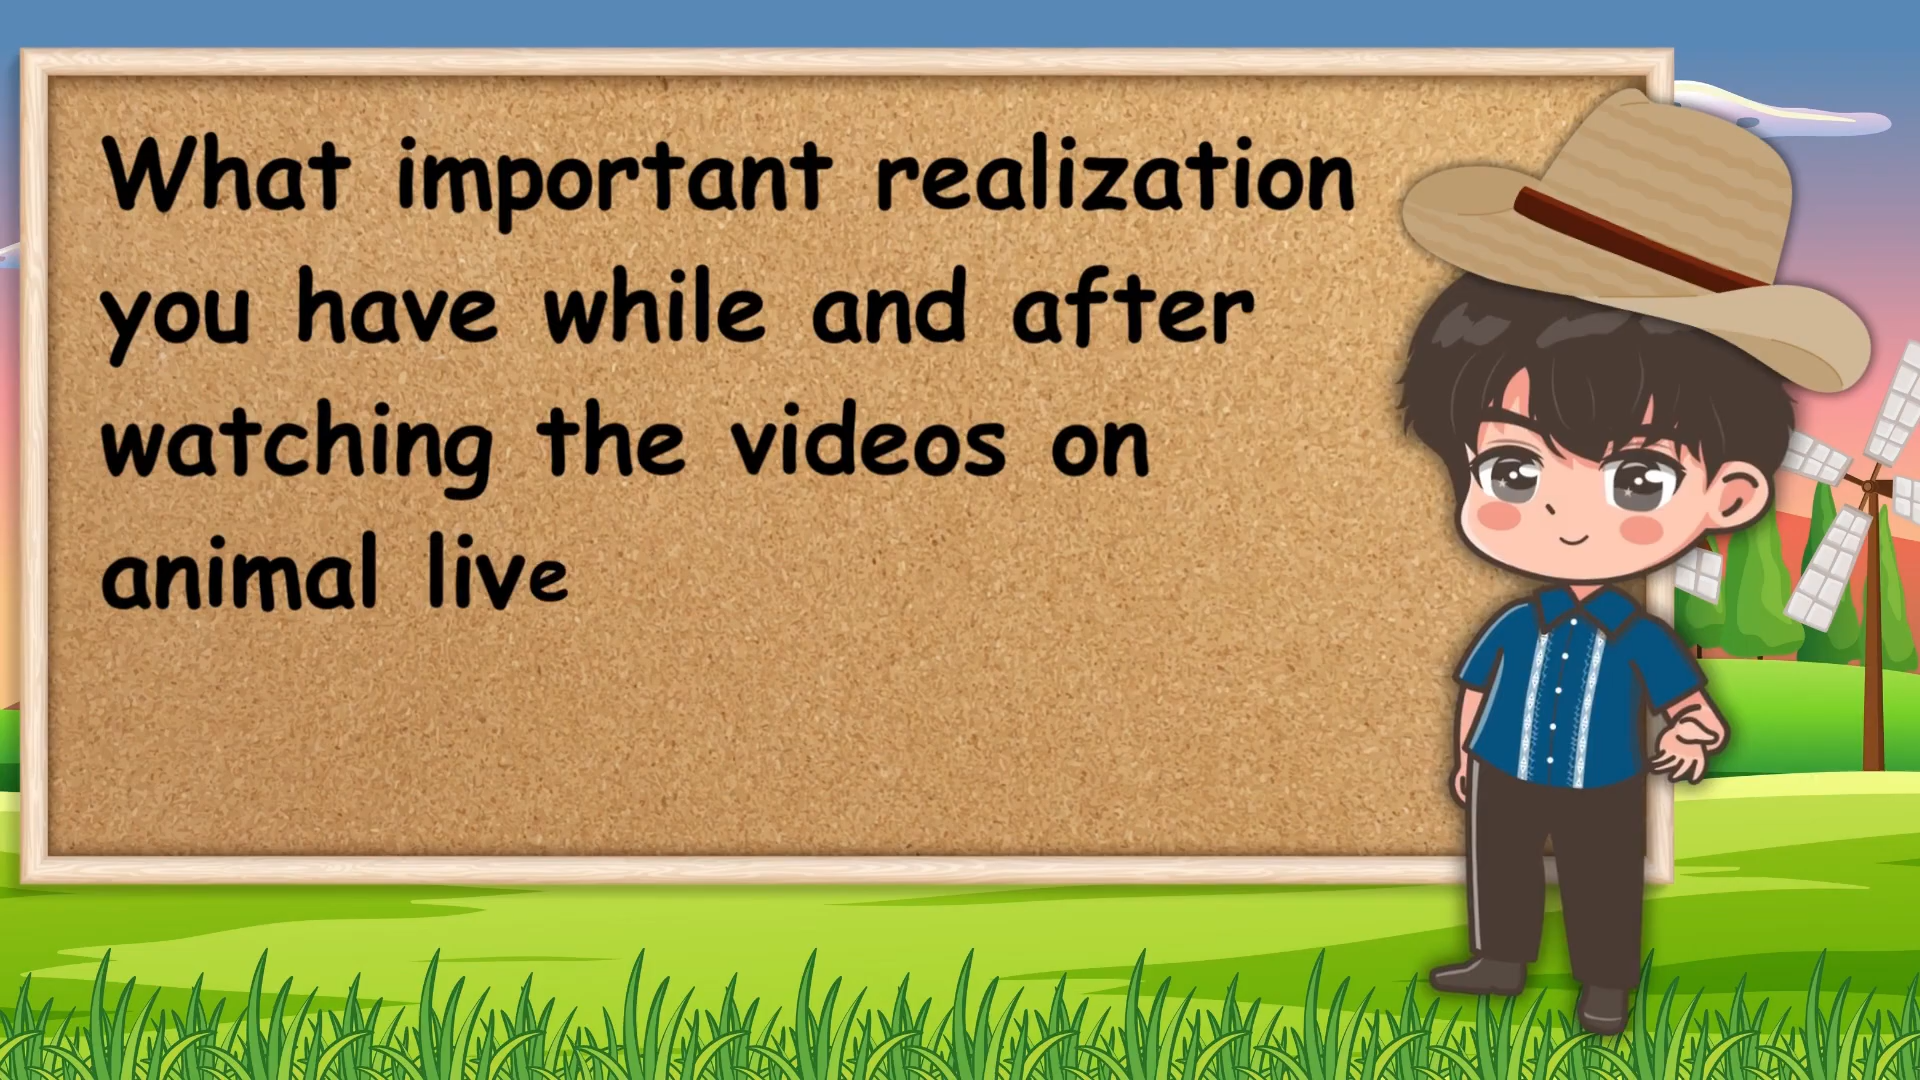 What important realization
you have while and after
watching the videos on
animal live